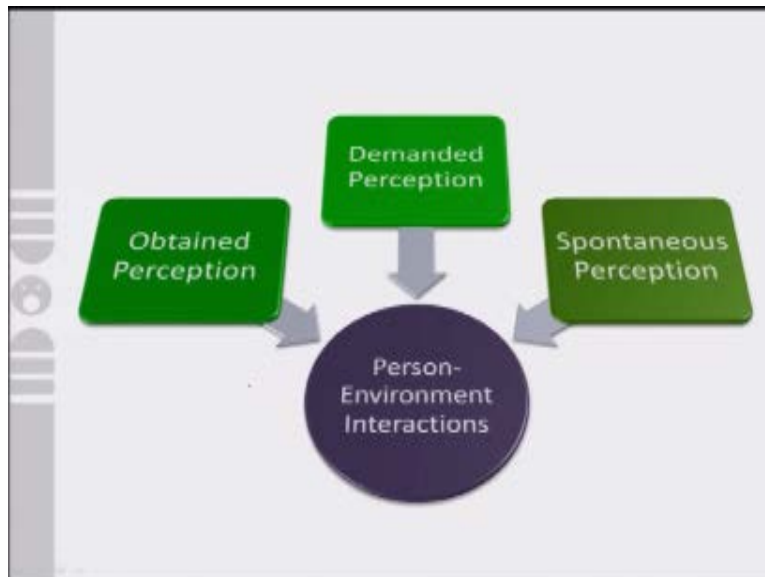 Demanded
Perception
Obtained
Perception
Spontaneous
Perception
Person-
Environment
Interactions